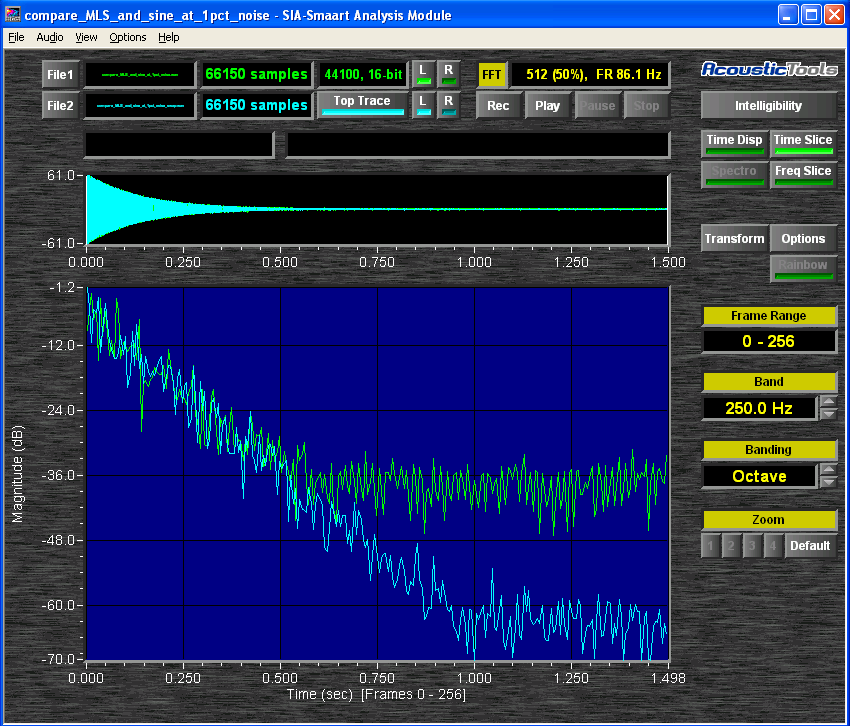 compare_MLS_and_sine_at_1pct_noise - SIA-Smaart Analysis Module
File Audio View Options Help
File1 66150 samples 44100, 16-bit L R FFT 512 (50%), FR 86.1 Hz AcousticTools
File2 66150 samples Top Trace L R Rec Play Pause Stop Intelligibility
Time Disp Time Slice
Spectro Freq Slice
61.0
-61.0
0.000 0.250 0.500 0.750 1.000 1.250 1.500
Transform Options
Rainbow
-1.2
-12.0
-24.0
-36.0
-48.0
-60.0
-70.0
Magnitude (dB)
0.000 0.250 0.500 0.750 1.000 1.250 1.498
Time (sec) [Frames 0 - 256]
Frame Range
0 - 256
Band
250.0 Hz
Banding
Octave
Zoom
1 2 3 4 Default